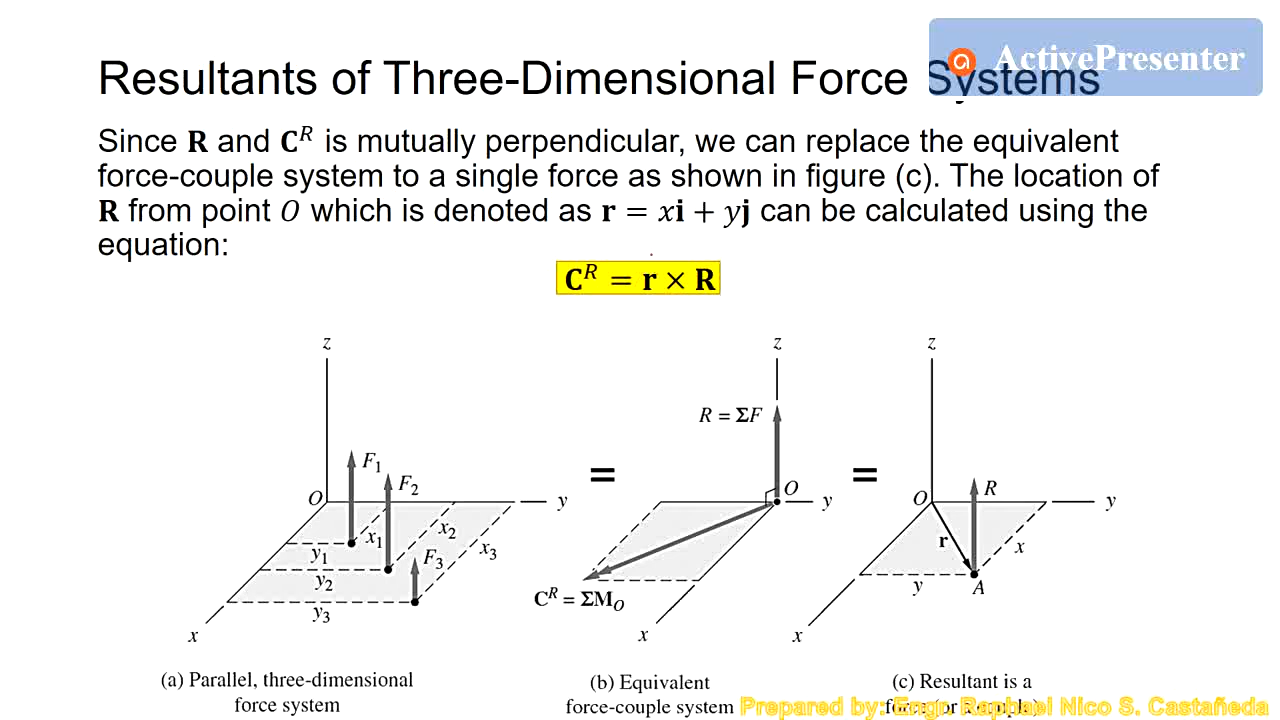 ActivePresenter
Resultants of Three-Dimensional Force Systems
Since R and C^R is mutually perpendicular, we can replace the equivalent
force-couple system to a single force as shown in figure (c). The location of
R from point O which is denoted as r = xi + yj can be calculated using the
equation:
C^R = r × R
z
F₁
F₂
F₃
O
y
x₁
x₂
x₃
y₁
y₂
y₃
x
(a) Parallel, three-dimensional
force system
=
z
R = ΣF
O
y
C^R = ΣM_O
x
(b) Equivalent
force-couple system
=
z
R
O
y
r
x
y
A
x
(c) Resultant is a
Prepared by: Engr. Raphael Nico S. Castañeda